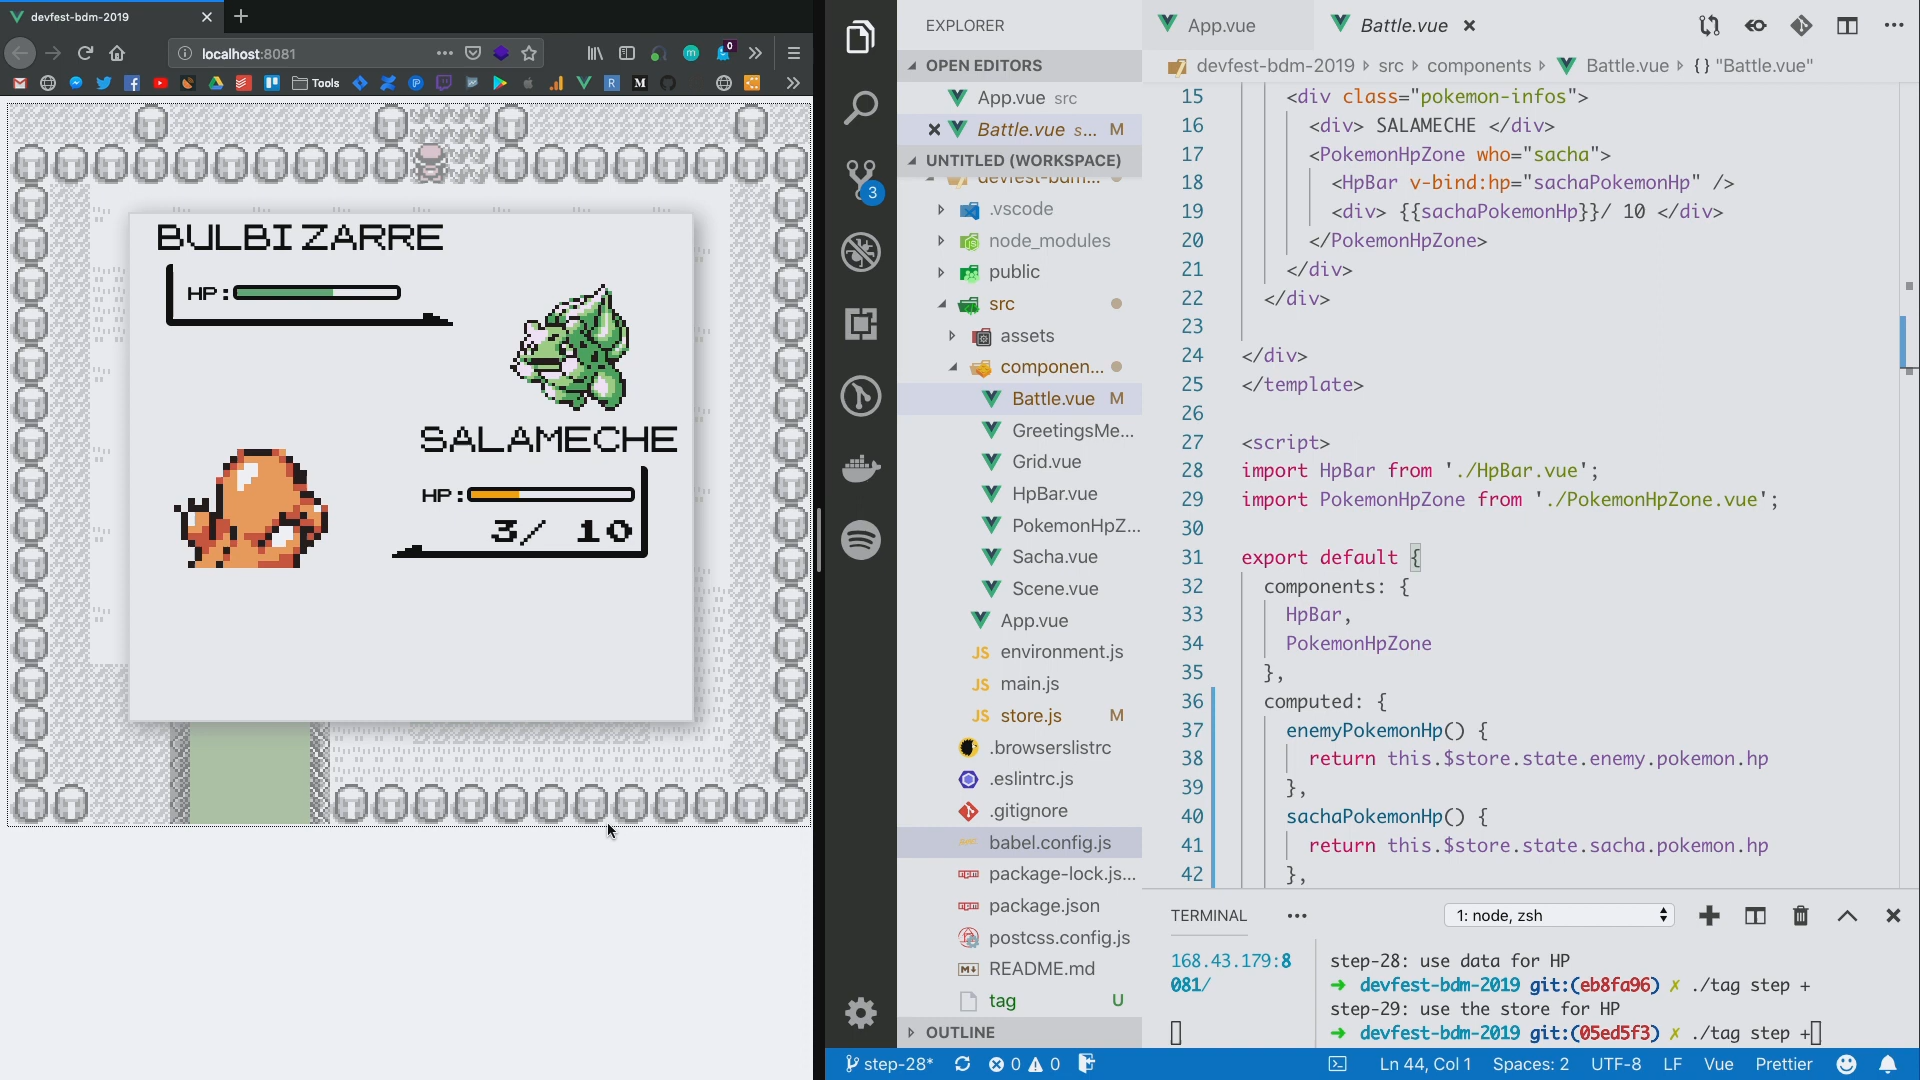 devfest-bdm-2019
localhost:8081
Tools
BULBIZARRE
HP:
SALAMECHE
HP:
3/ 10
EXPLORER
OPEN EDITORS
App.vue src
Battle.vue s... M
UNTITLED (WORKSPACE)
devfest-bdm...
.vscode
node_modules
public
src
assets
componen...
Battle.vue M
GreetingsMe...
Grid.vue
HpBar.vue
PokemonHpZ...
Sacha.vue
Scene.vue
App.vue
environment.js
main.js
store.js M
.browserslistrc
.eslintrc.js
.gitignore
babel.config.js
package-lock.js...
package.json
postcss.config.js
README.md
tag U
OUTLINE
3
App.vue
Battle.vue
devfest-bdm-2019 src components Battle.vue {} "Battle.vue"
15 <div class="pokemon-infos">
16 <div> SALAMECHE </div>
17 <PokemonHpZone who="sacha">
18 <HpBar v-bind:hp="sachaPokemonHp" />
19 <div> {{sachaPokemonHp}}/ 10 </div>
20 </PokemonHpZone>
21 </div>
22 </div>
23
24 </div>
25 </template>
26
27 <script>
28 import HpBar from './HpBar.vue';
29 import PokemonHpZone from './PokemonHpZone.vue';
30
31 export default {
32 components: {
33 HpBar,
34 PokemonHpZone
35 },
36 computed: {
37 enemyPokemonHp() {
38 return this.$store.state.enemy.pokemon.hp
39 },
40 sachaPokemonHp() {
41 return this.$store.state.sacha.pokemon.hp
42 },
TERMINAL
1: node, zsh
168.43.179:8
081/
step-28: use data for HP
➜ devfest-bdm-2019 git:(eb8fa96) ✗ ./tag step +
step-29: use the store for HP
➜ devfest-bdm-2019 git:(05ed5f3) ✗ ./tag step +
step-28* 0 0
Ln 44, Col 1 Spaces: 2 UTF-8 LF Vue Prettier